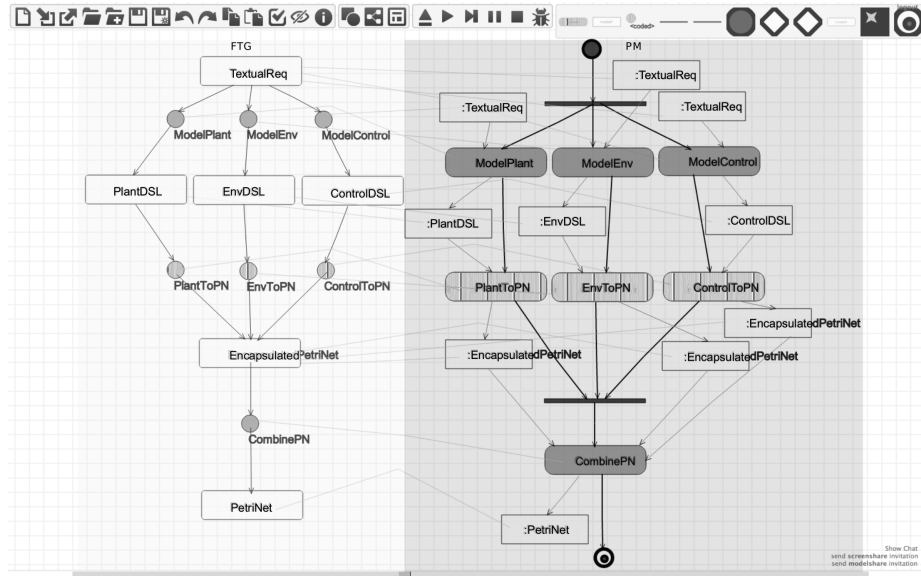 <coded>
layout
FTG
PM
TextualReq
:TextualReq
:TextualReq
:TextualReq
ModelPlant
ModelEnv
ModelControl
ModelPlant
ModelEnv
ModelControl
PlantDSL
EnvDSL
ControlDSL
:PlantDSL
:EnvDSL
:ControlDSL
PlantToPN
EnvToPN
ControlToPN
PlantToPN
EnvToPN
ControlToPN
:EncapsulatedPetriNet
EncapsulatedPetriNet
:EncapsulatedPetriNet
:EncapsulatedPetriNet
CombinePN
CombinePN
PetriNet
:PetriNet
Show Chat
send screenshare invitation
send modelshare invitation